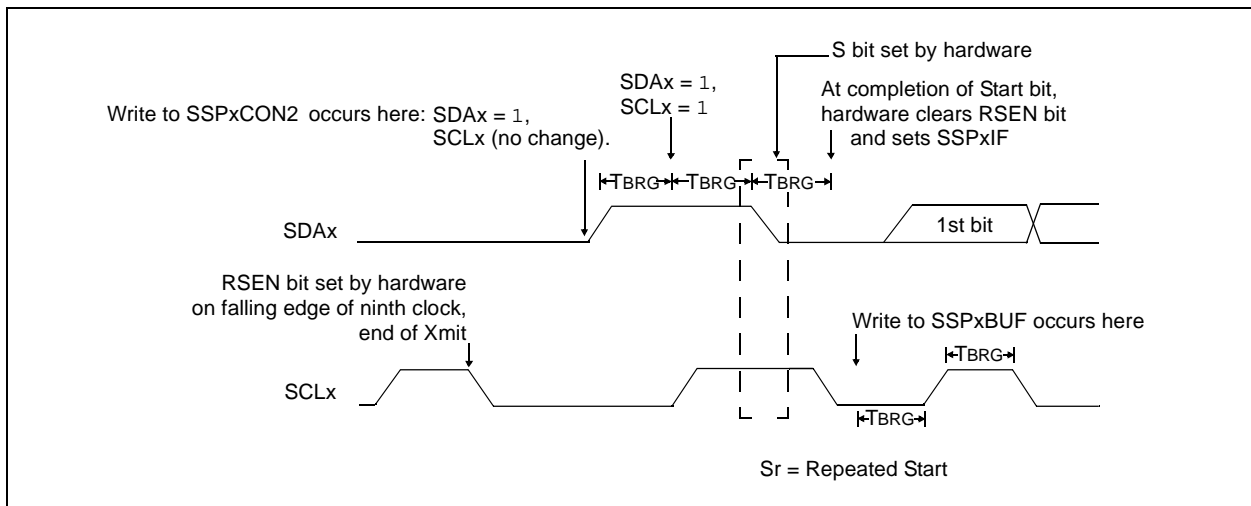 S bit set by hardware
SDAx = 1,
SCLx = 1
At completion of Start bit,
hardware clears RSEN bit
and sets SSPxIF
Write to SSPxCON2 occurs here: SDAx = 1,
SCLx (no change).
TBRG
TBRG
TBRG
SDAx
1st bit
RSEN bit set by hardware
on falling edge of ninth clock,
end of Xmit
Write to SSPxBUF occurs here
TBRG
SCLx
TBRG
Sr = Repeated Start